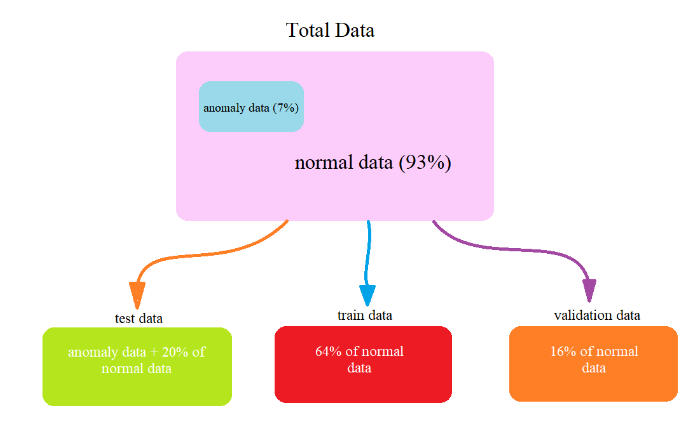 Total Data
anomaly data (7%)
normal data (93%)
test data
train data
validation data
anomaly data + 20% of
normal data
64% of normal
data
16% of normal
data